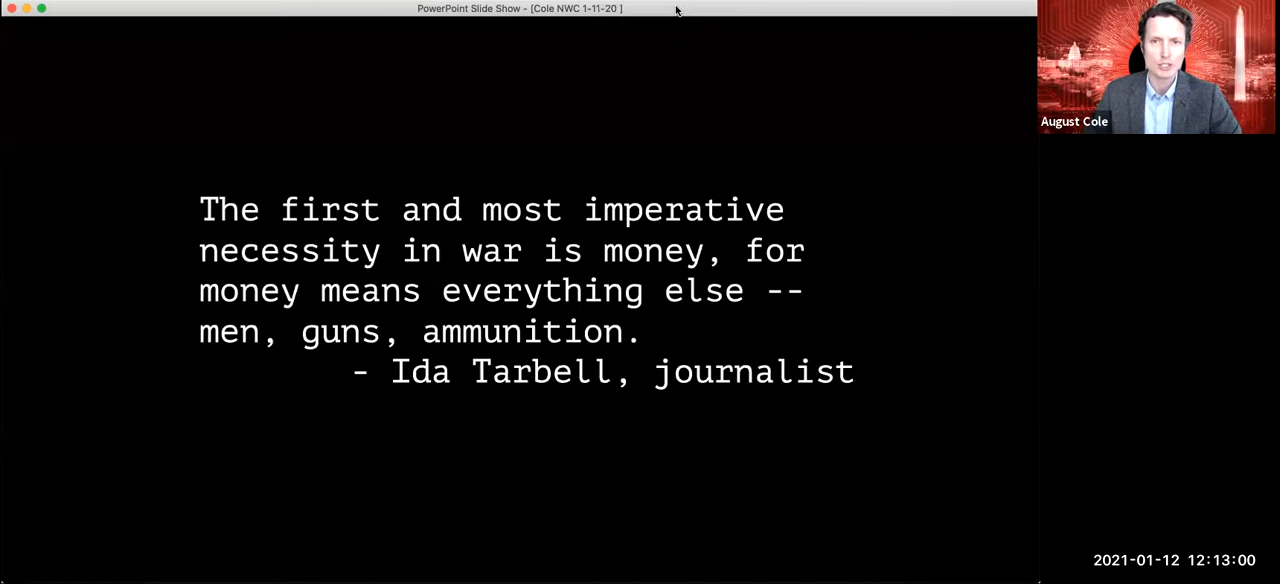 PowerPoint Slide Show - [Cole NWC 1-11-20 ]
The first and most imperative
necessity in war is money, for
money means everything else --
men, guns, ammunition.
- Ida Tarbell, journalist
August Cole
2021-01-12 12:13:00